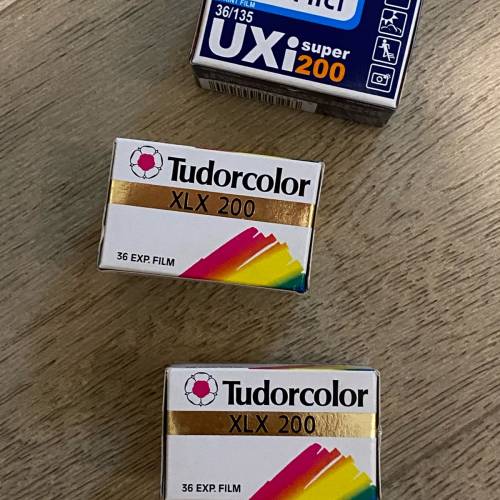 36/135
UXi super
200
Tudorcolor
XLX 200
36 EXP. FILM
Tudorcolor
XLX 200
36 EXP. FILM